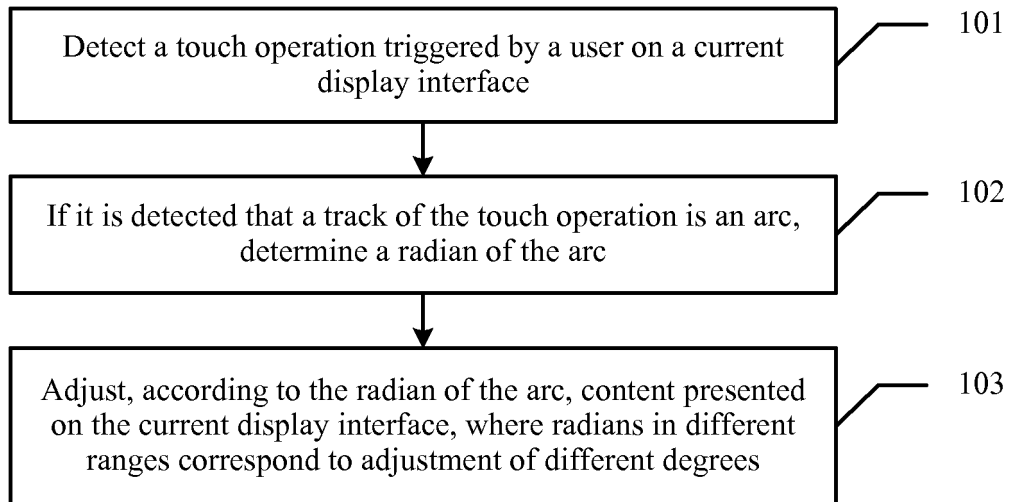 101
Detect a touch operation triggered by a user on a current
display interface
102
If it is detected that a track of the touch operation is an arc,
determine a radian of the arc
103
Adjust, according to the radian of the arc, content presented
on the current display interface, where radians in different
ranges correspond to adjustment of different degrees